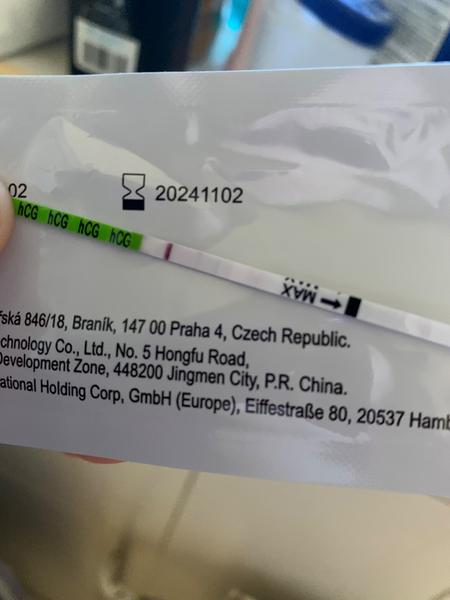 02
20241102
hCG hCG hCG hCG
MAX
ská 846/18, Braník, 147 00 Praha 4, Czech Republic.
chnology Co., Ltd., No. 5 Hongfu Road,
Development Zone, 448200 Jingmen City, P.R. China.
ational Holding Corp, GmbH (Europe), Eiffestraße 80, 20537 Hamb